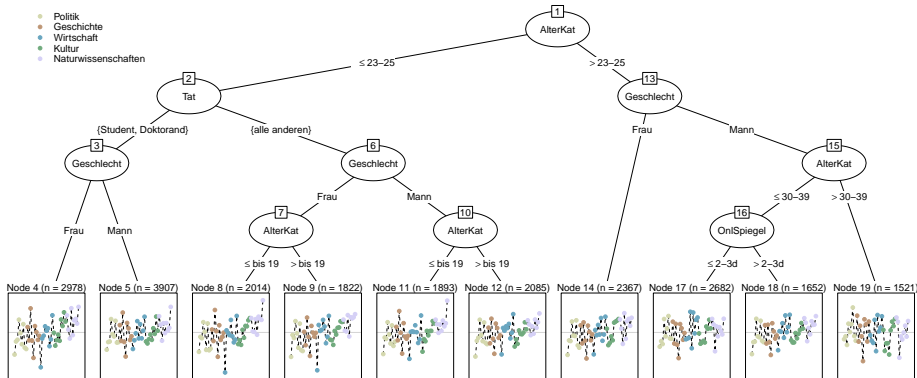 Politik
Geschichte
Wirtschaft
Kultur
Naturwissenschaften
1
AlterKat
≤ 23−25
> 23−25
2
Tat
13
Geschlecht
{Student, Doktorand}
{alle anderen}
Frau
Mann
3
Geschlecht
6
Geschlecht
15
AlterKat
Frau
Mann
Frau
Mann
≤ 30−39
> 30−39
7
AlterKat
10
AlterKat
16
OnlSpiegel
≤ bis 19
> bis 19
≤ bis 19
> bis 19
≤ 2−3d
> 2−3d
Node 4 (n = 2978)
Node 5 (n = 3907)
Node 8 (n = 2014)
Node 9 (n = 1822)
Node 11 (n = 1893)
Node 12 (n = 2085)
Node 14 (n = 2367)
Node 17 (n = 2682)
Node 18 (n = 1652)
Node 19 (n = 1521)